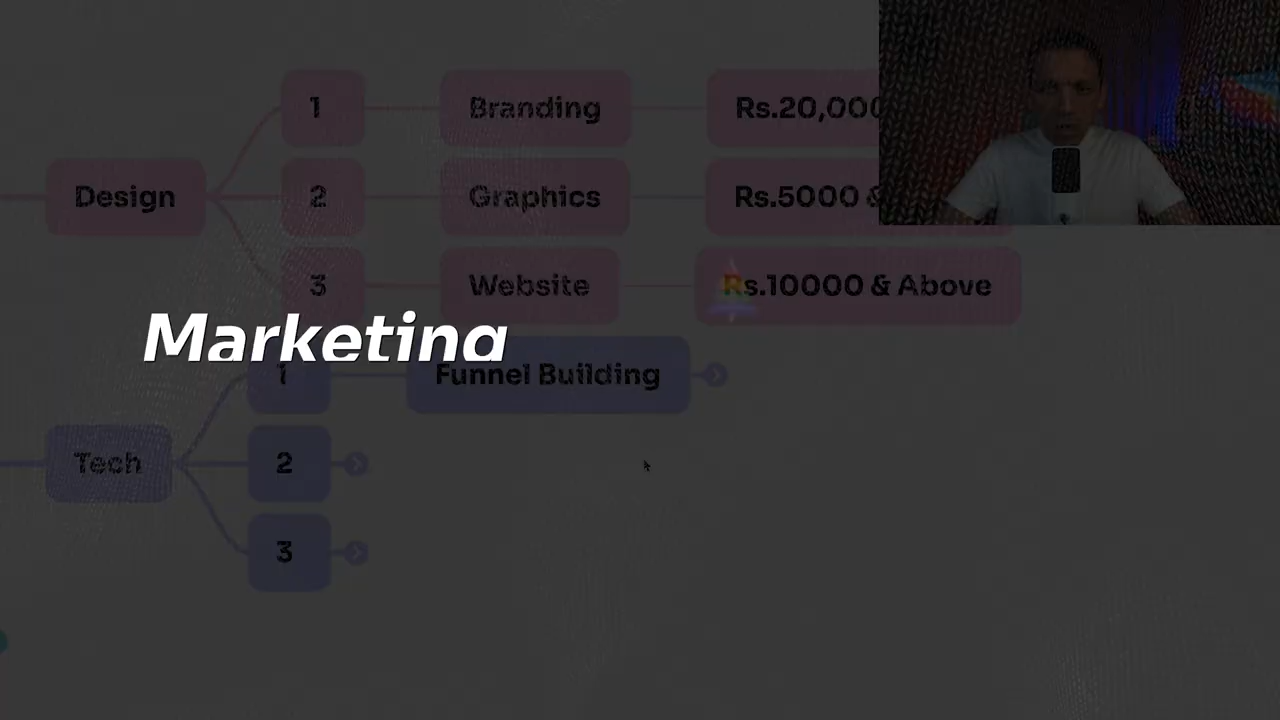 1 Branding Rs.20,000
Design 2 Graphics Rs.5000 &
3 Website Rs.10000 & Above
Marketing
1 Funnel Building
Tech 2
3